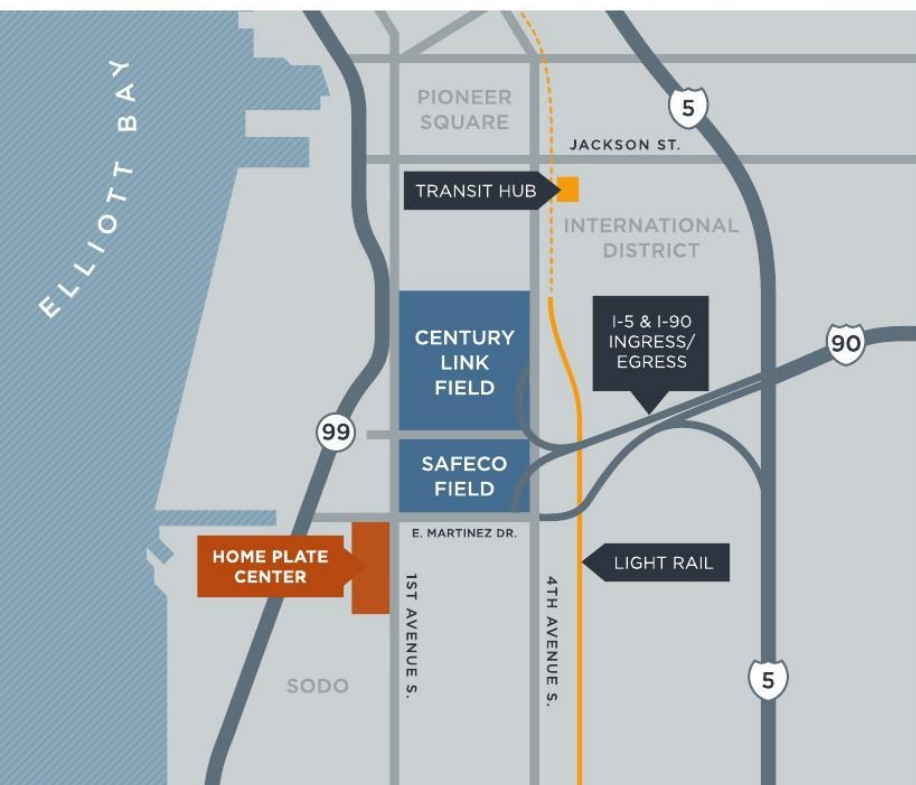 ELLIOTT BAY
PIONEER
SQUARE
5
JACKSON ST.
TRANSIT HUB
INTERNATIONAL
DISTRICT
CENTURY
LINK
FIELD
I-5 & I-90
INGRESS/
EGRESS
90
99
SAFECO
FIELD
E. MARTINEZ DR.
HOME PLATE
CENTER
LIGHT RAIL
1ST AVENUE S.
4TH AVENUE S.
SODO
5